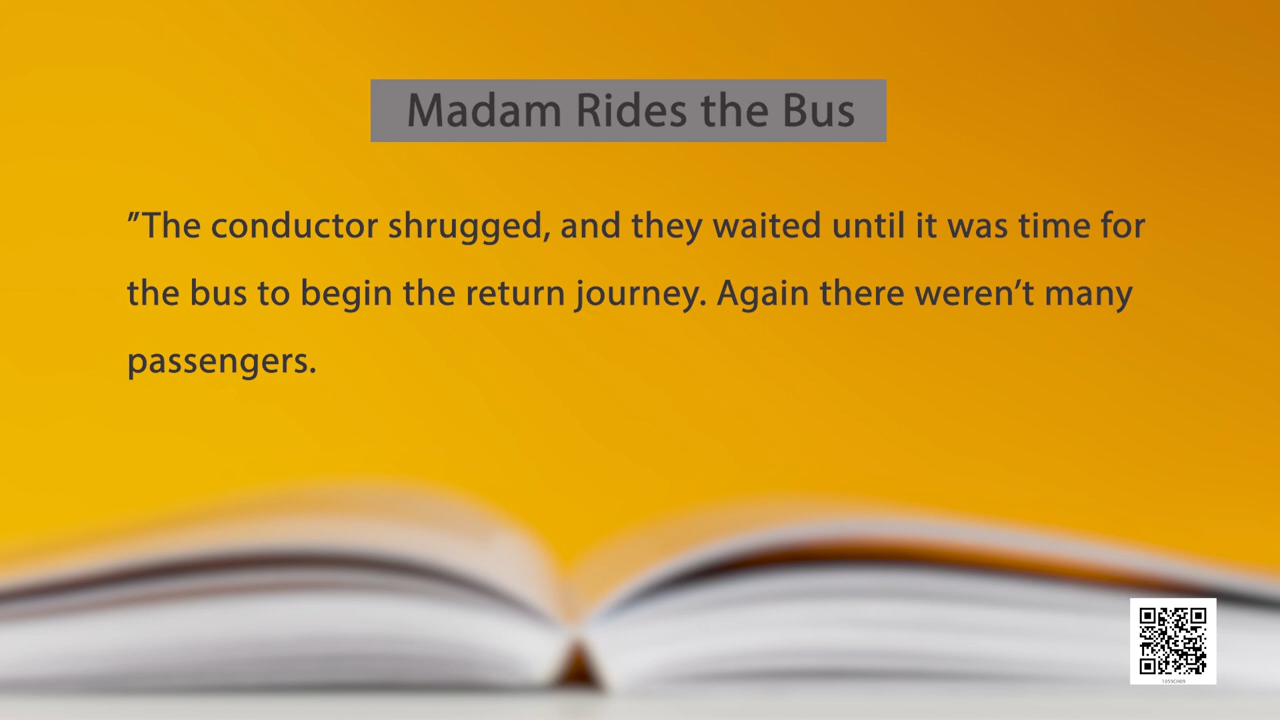 Madam Rides the Bus
”The conductor shrugged, and they waited until it was time for
the bus to begin the return journey. Again there weren’t many
passengers.